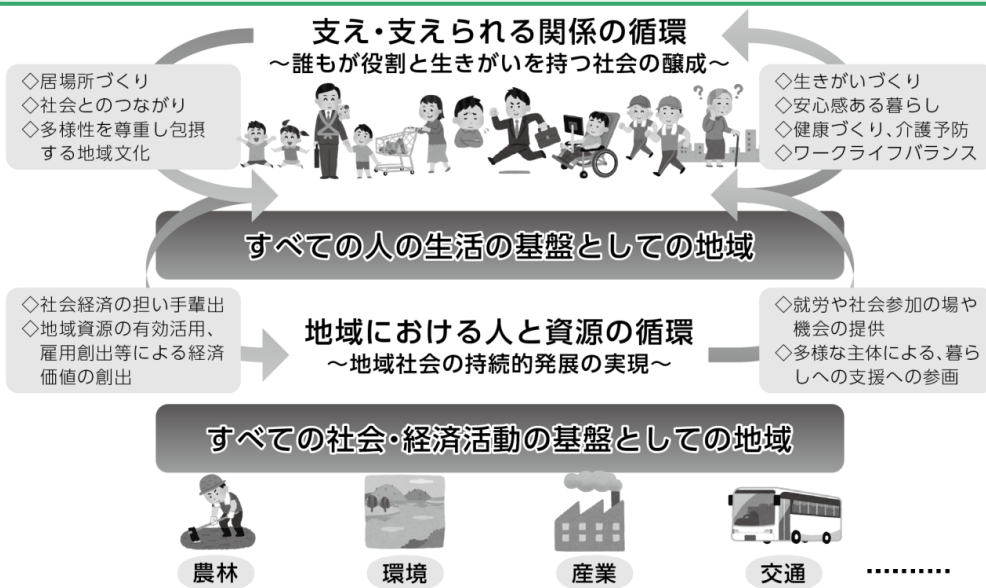 支え・支えられる関係の循環
～誰もが役割と生きがいを持つ社会の醸成～
◇居場所づくり
◇社会とのつながり
◇多様性を尊重し包摂
する地域文化
◇生きがいづくり
◇安心感ある暮らし
◇健康づくり、介護予防
◇ワークライフバランス
? ?
すべての人の生活の基盤としての地域
◇社会経済の担い手輩出
◇地域資源の有効活用、
雇用創出等による経済
価値の創出
地域における人と資源の循環
～地域社会の持続的発展の実現～
◇就労や社会参加の場や
機会の提供
◇多様な主体による、暮ら
しへの支援への参画
すべての社会・経済活動の基盤としての地域
農林
環境
産業
交通
⋯⋯⋯